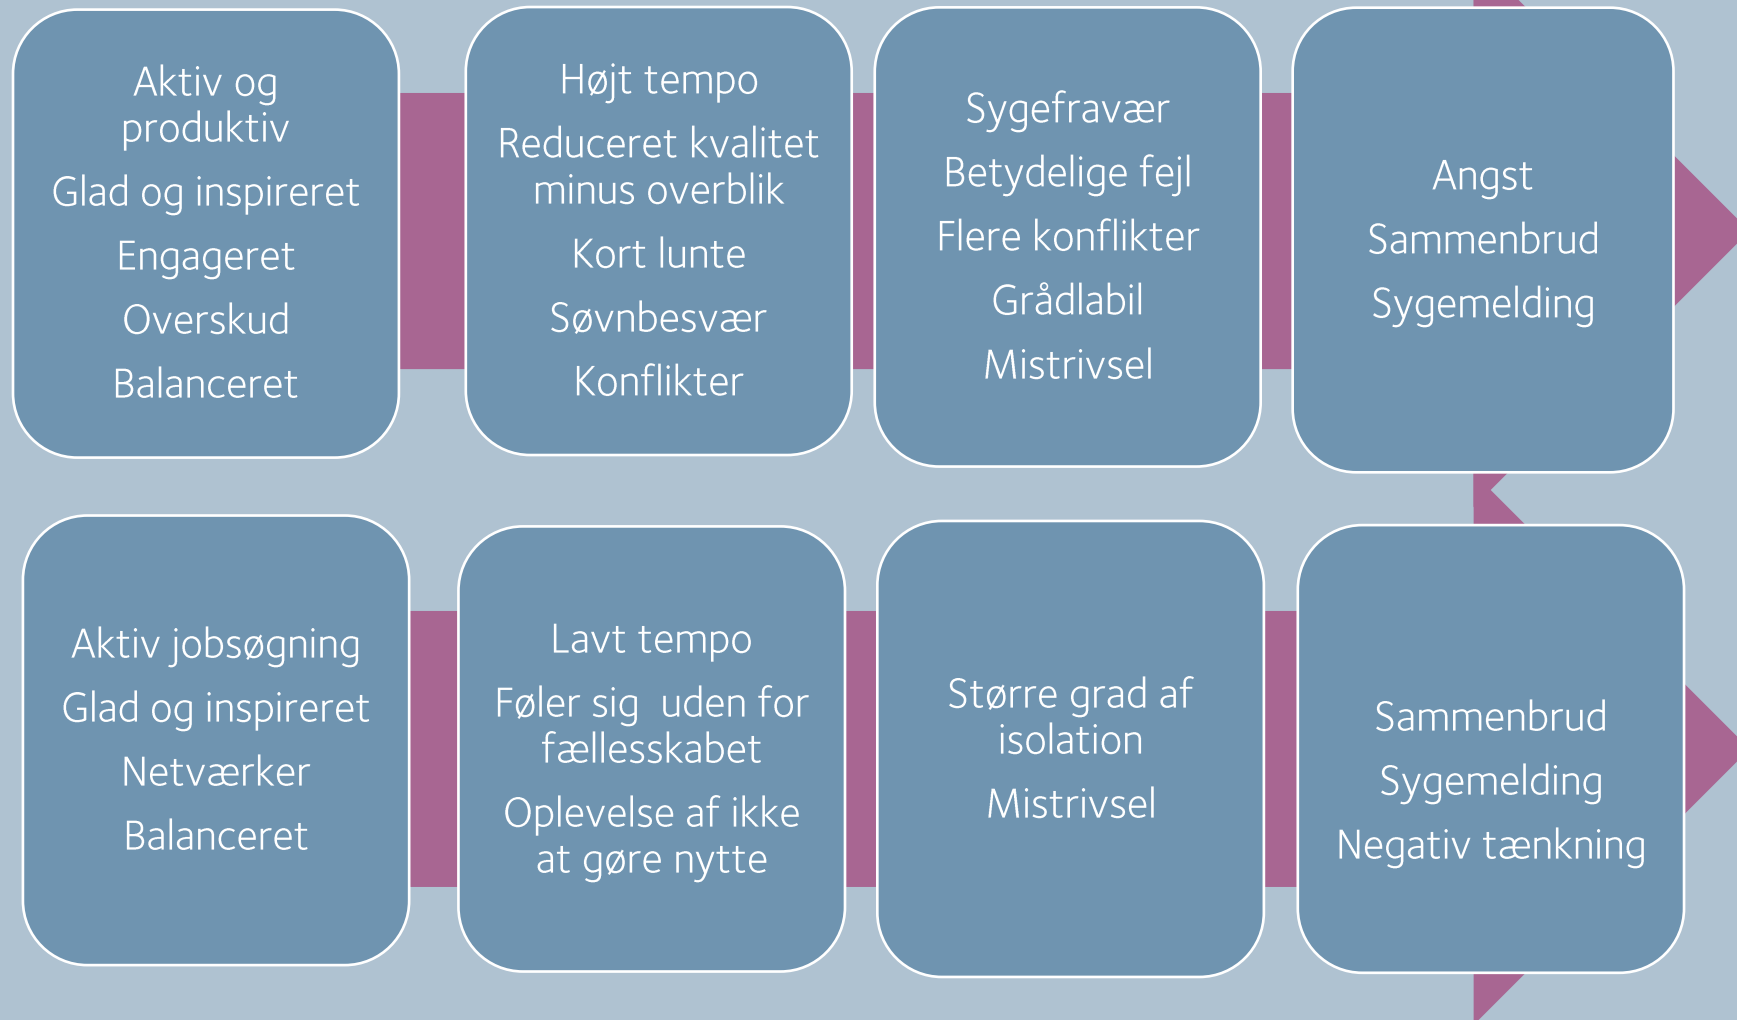 Aktiv og
produktiv
Glad og inspireret
Engageret
Overskud
Balanceret
Højt tempo
Reduceret kvalitet
minus overblik
Kort lunte
Søvnbesvær
Konflikter
Sygefravær
Betydelige fejl
Flere konflikter
Grådlabil
Mistrivsel
Angst
Sammenbrud
Sygemelding
Aktiv jobsøgning
Glad og inspireret
Netværker
Balanceret
Lavt tempo
Føler sig  uden for
fællesskabet
Oplevelse af ikke
at gøre nytte
Større grad af
isolation
Mistrivsel
Sammenbrud
Sygemelding
Negativ tænkning